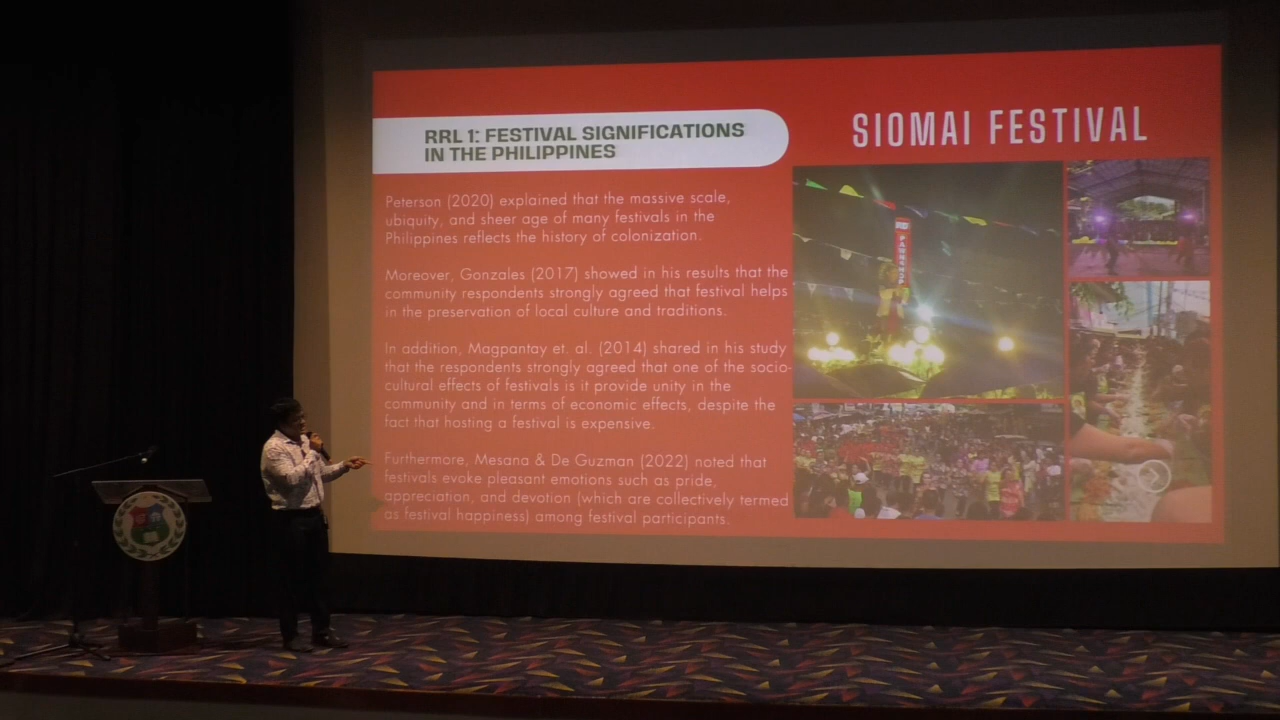 RRL 1: FESTIVAL SIGNIFICATIONS
IN THE PHILIPPINES
Peterson (2020) explained that the massive scale,
ubiquity, and sheer age of many festivals in the
Philippines reflects the history of colonization.
Moreover, Gonzales (2017) showed in his results that the
community respondents strongly agreed that festival helps
in the preservation of local culture and traditions.
In addition, Magpantay et. al. (2014) shared in his study
that the respondents strongly agreed that one of the socio-
cultural effects of festivals is it provide unity in the
community and in terms of economic effects, despite the
fact that hosting a festival is expensive.
Furthermore, Mesana & De Guzman (2022) noted that
festivals evoke pleasant emotions such as pride,
appreciation, and devotion (which are collectively termed
as festival happiness) among festival participants.
SIOMAI FESTIVAL
PAWNSHOP